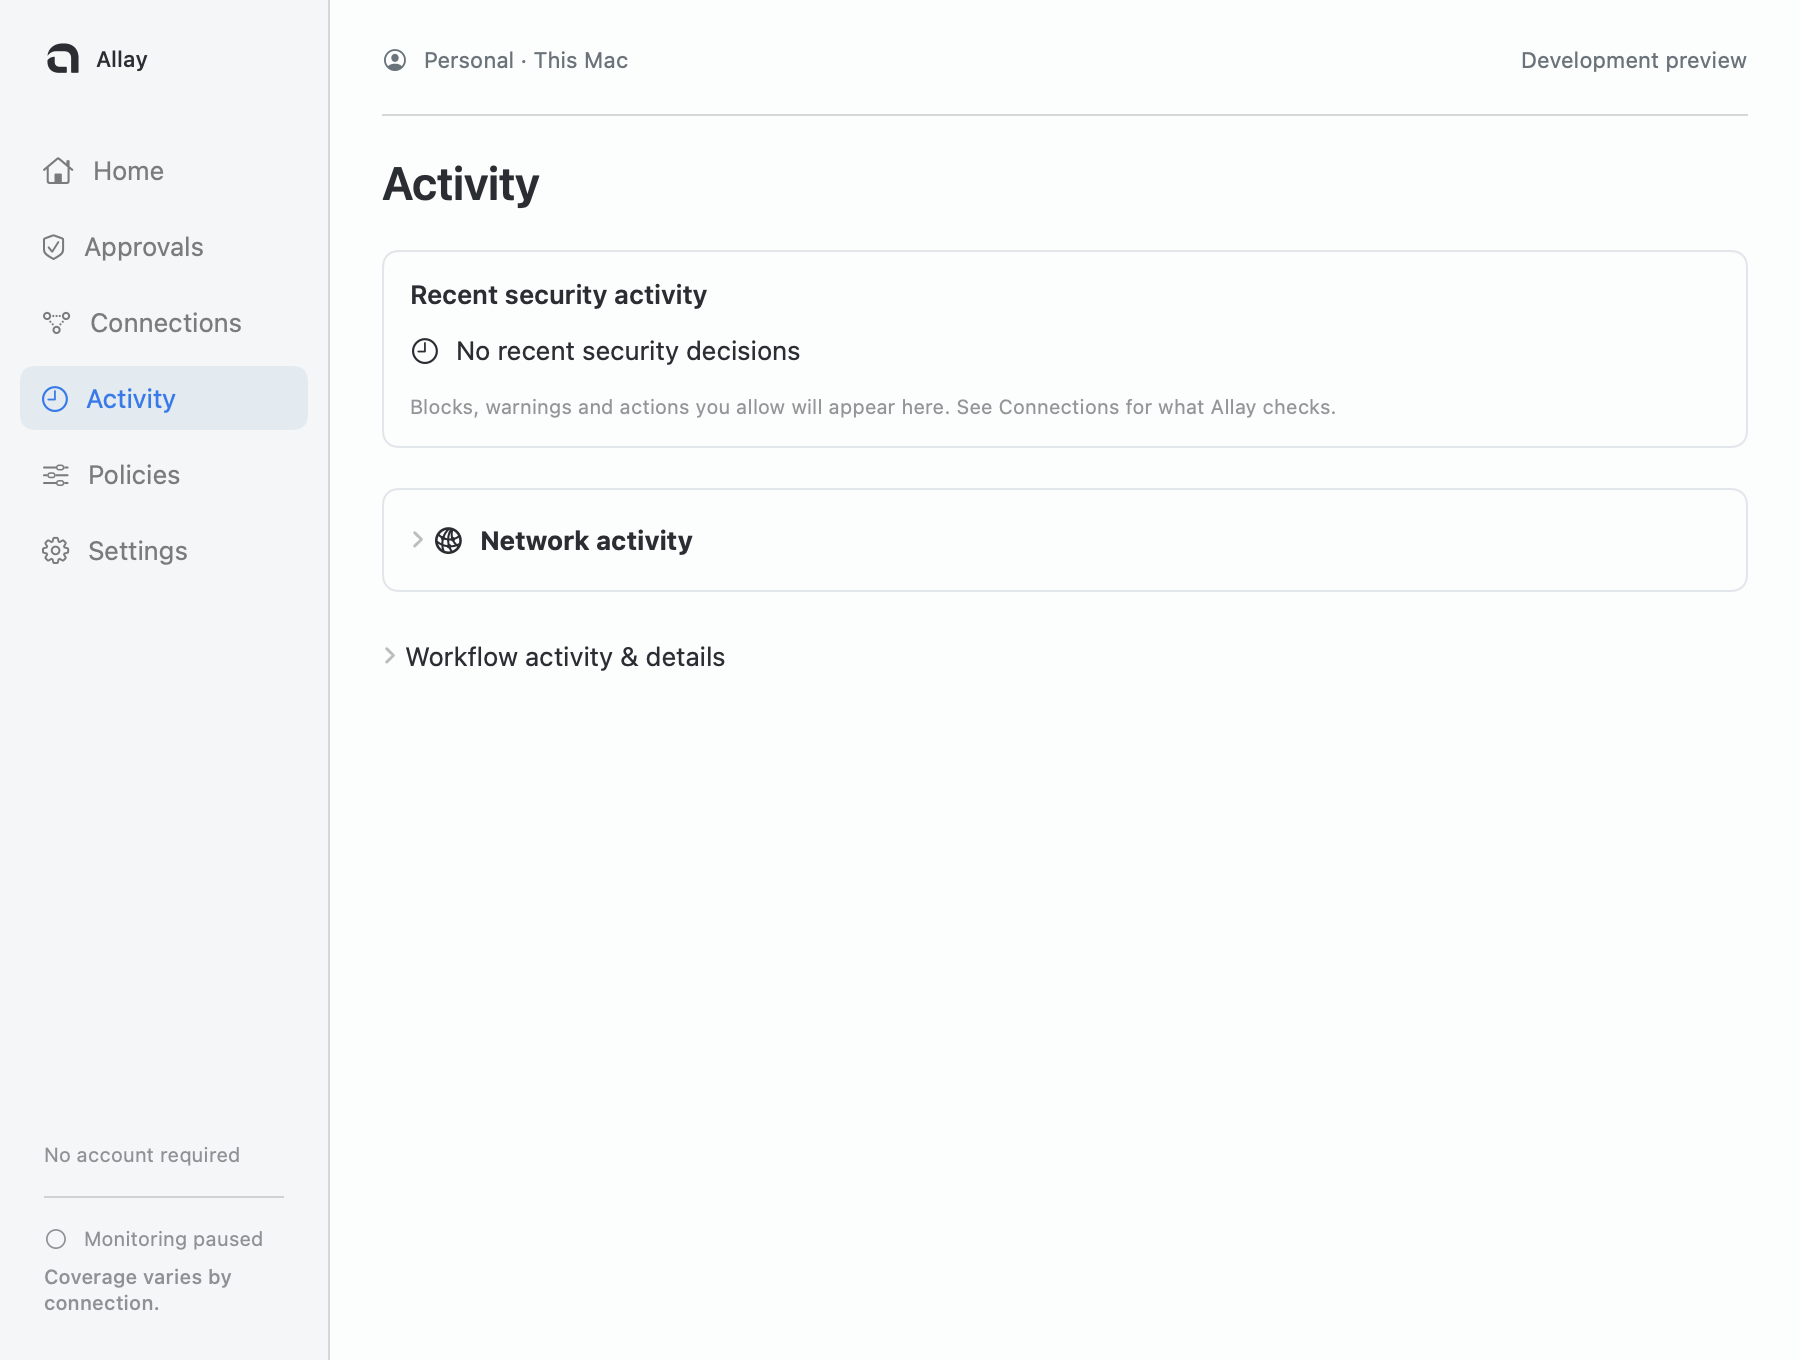 Allay
Personal · This Mac
Development preview
Home
Approvals
Connections
Activity
Policies
Settings
Activity
Recent security activity
No recent security decisions
Blocks, warnings and actions you allow will appear here. See Connections for what Allay checks.
Network activity
Workflow activity & details
No account required
Monitoring paused
Coverage varies by
connection.